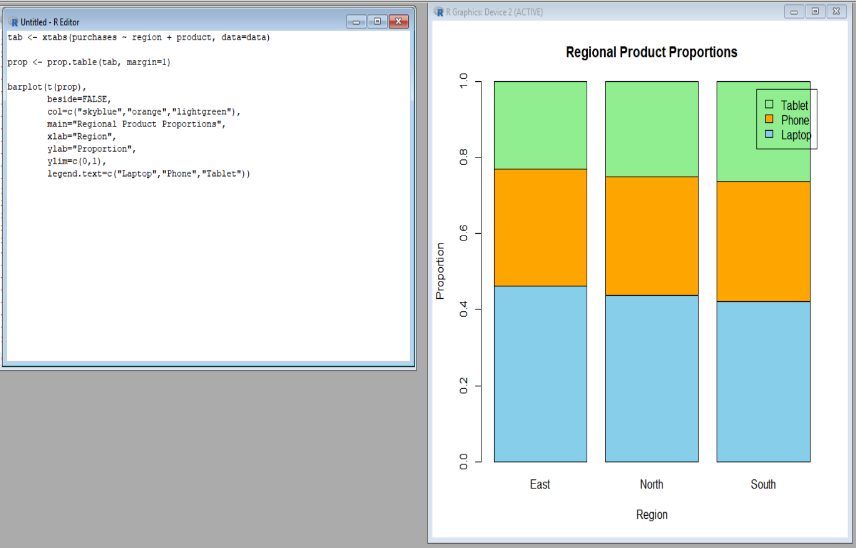 Untitled - R Editor
tab <- xtabs(purchases ~ region + product, data=data)
prop <- prop.table(tab, margin=1)
barplot(t(prop),
beside=FALSE,
col=c("skyblue","orange","lightgreen"),
main="Regional Product Proportions",
xlab="Region",
ylab="Proportion",
ylim=c(0,1),
legend.text=c("Laptop","Phone","Tablet"))
R Graphics: Device 2 (ACTIVE)
Regional Product Proportions
Tablet
Phone
Laptop
Proportion
1.0
0.8
0.6
0.4
0.2
0.0
East North South
Region